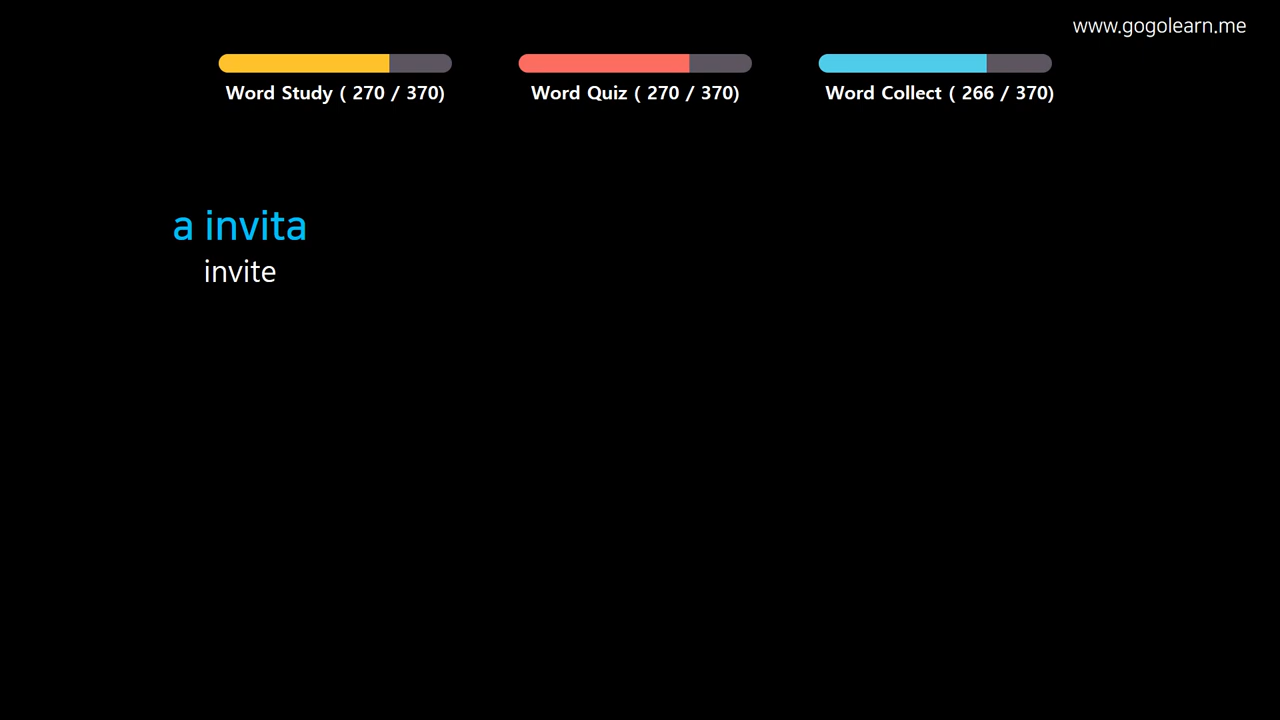 www.gogolearn.me
Word Study ( 270 / 370)
Word Quiz ( 270 / 370)
Word Collect ( 266 / 370)
a invita
invite